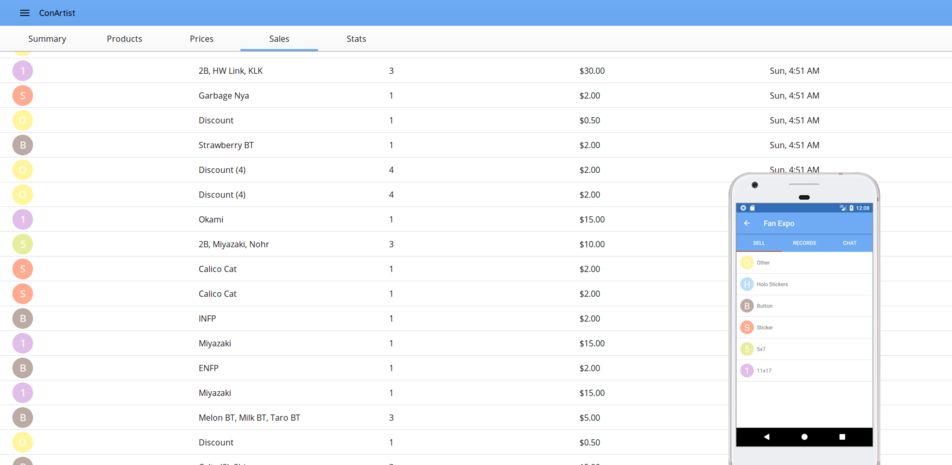 ConArtist
Summary Products Prices Sales Stats
1 2B, HW Link, KLK 3 $30.00 Sun, 4:51 AM
S Garbage Nya 1 $2.00 Sun, 4:51 AM
O Discount 1 $0.50 Sun, 4:51 AM
B Strawberry BT 1 $2.00 Sun, 4:51 AM
O Discount (4) 4 $2.00 Sun, 4:51 AM
O Discount (4) 4 $2.00
1 Okami 1 $15.00
S 2B, Miyazaki, Nohr 3 $10.00
S Calico Cat 1 $2.00
S Calico Cat 1 $2.00
B INFP 1 $2.00
1 Miyazaki 1 $15.00
B ENFP 1 $2.00
1 Miyazaki 1 $15.00
B Melon BT, Milk BT, Taro BT 3 $5.00
O Discount 1 $0.50
12:08
Fan Expo
SELL RECORDS CHAT
O Other
H Holo Stickers
B Button
S Sticker
5 5x7
1 11x17